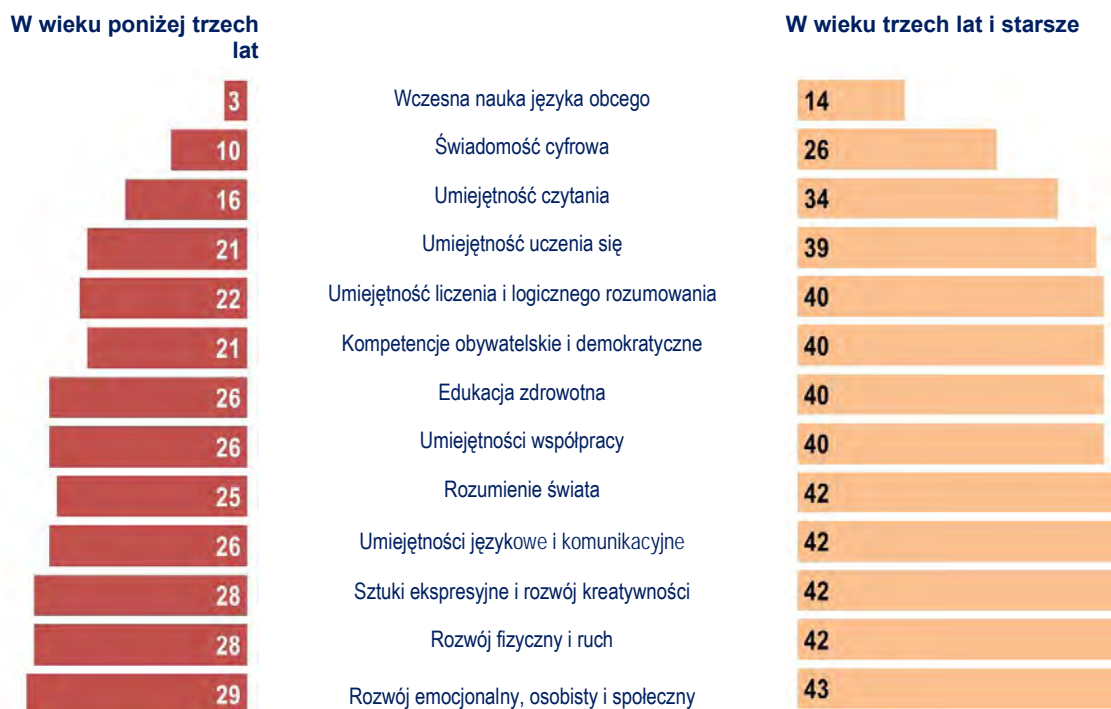 W wieku poniżej trzech
lat
W wieku trzech lat i starsze
3 Wczesna nauka języka obcego 14
10 Świadomość cyfrowa 26
16 Umiejętność czytania 34
21 Umiejętność uczenia się 39
22 Umiejętność liczenia i logicznego rozumowania 40
21 Kompetencje obywatelskie i demokratyczne 40
26 Edukacja zdrowotna 40
26 Umiejętności współpracy 40
25 Rozumienie świata 42
26 Umiejętności językowe i komunikacyjne 42
28 Sztuki ekspresyjne i rozwój kreatywności 42
28 Rozwój fizyczny i ruch 42
29 Rozwój emocjonalny, osobisty i społeczny 43